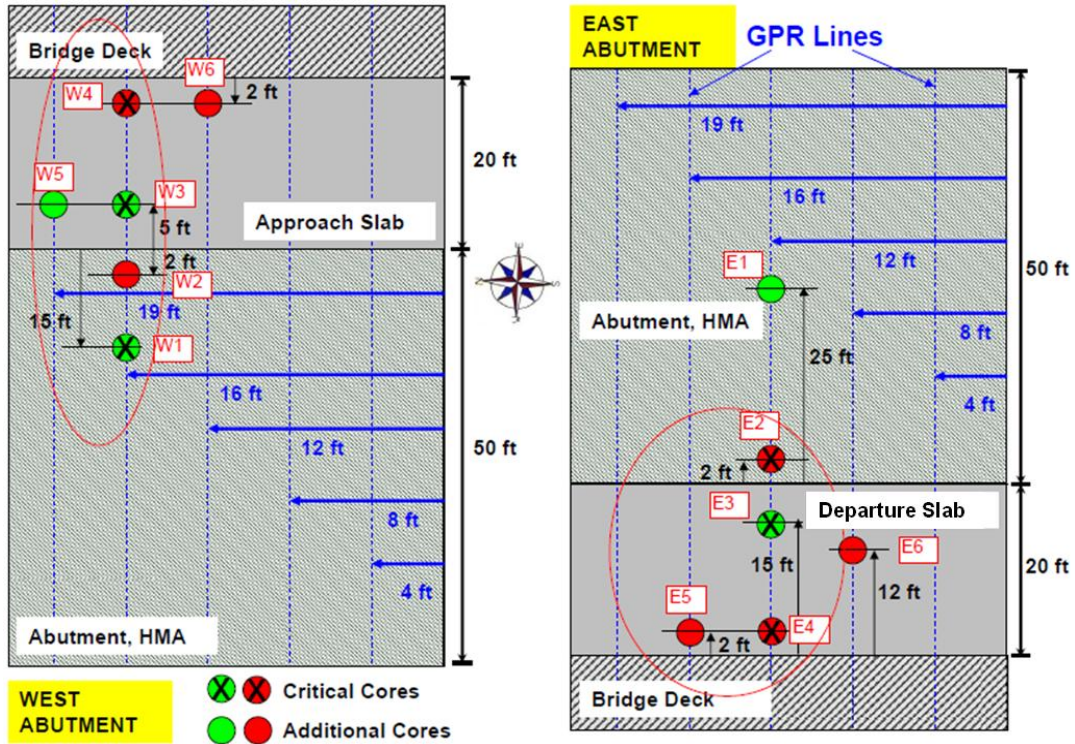 Bridge Deck
W6
W4
2 ft
W5
W3
20 ft
5 ft
Approach Slab
2 ft
W2
19 ft
15 ft
W1
16 ft
12 ft
50 ft
8 ft
4 ft
Abutment, HMA
WEST
ABUTMENT
Critical Cores
Additional Cores
EAST
ABUTMENT
GPR Lines
19 ft
16 ft
12 ft
50 ft
E1
Abutment, HMA
8 ft
25 ft
4 ft
E2
2 ft
E3
Departure Slab
E6
15 ft
20 ft
12 ft
E5
E4
2 ft
Bridge Deck